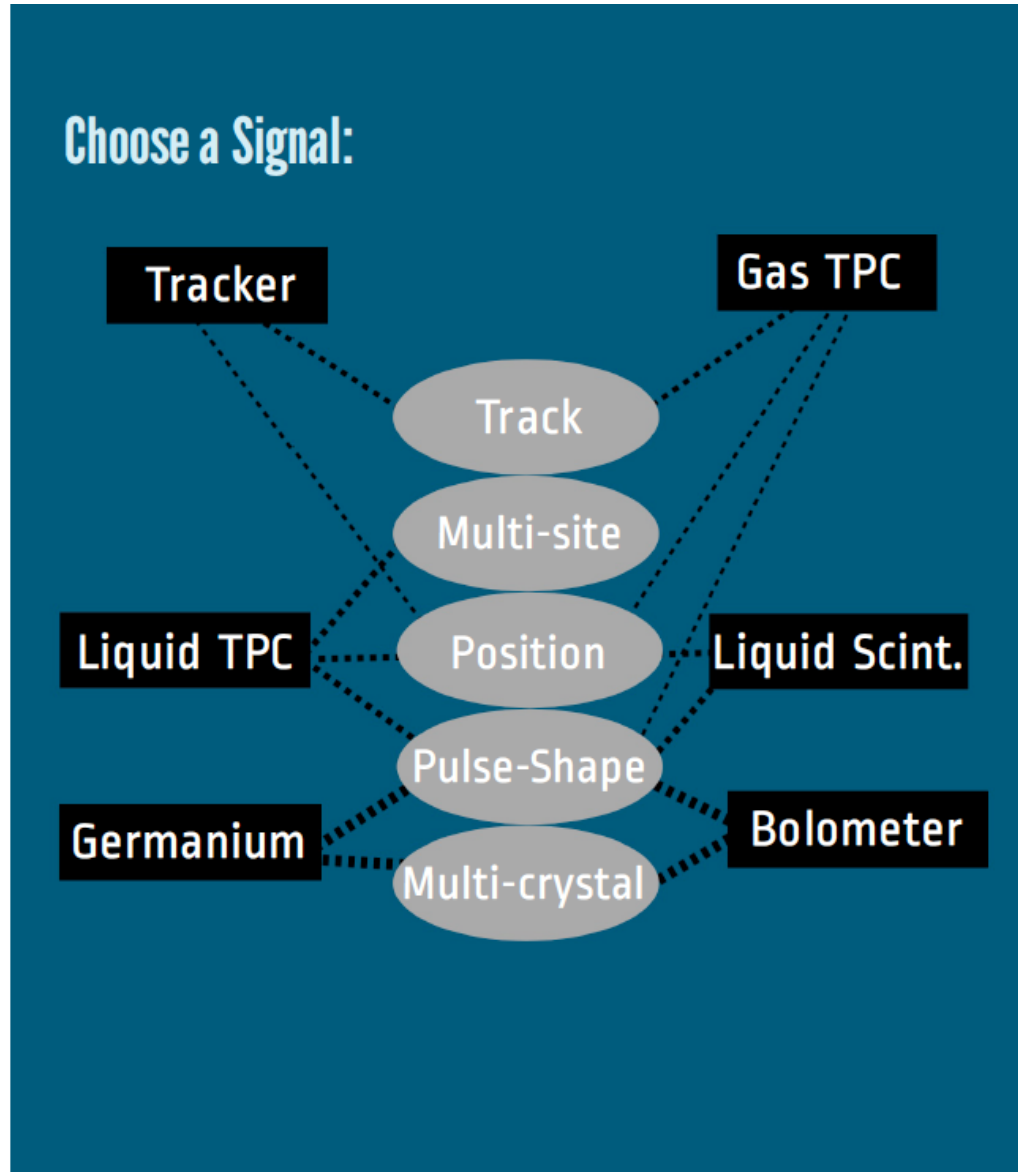 Choose a Signal:
Tracker
Gas TPC
Track
Multi-site
Liquid TPC
Position
Liquid Scint.
Pulse-Shape
Germanium
Bolometer
Multi-crystal